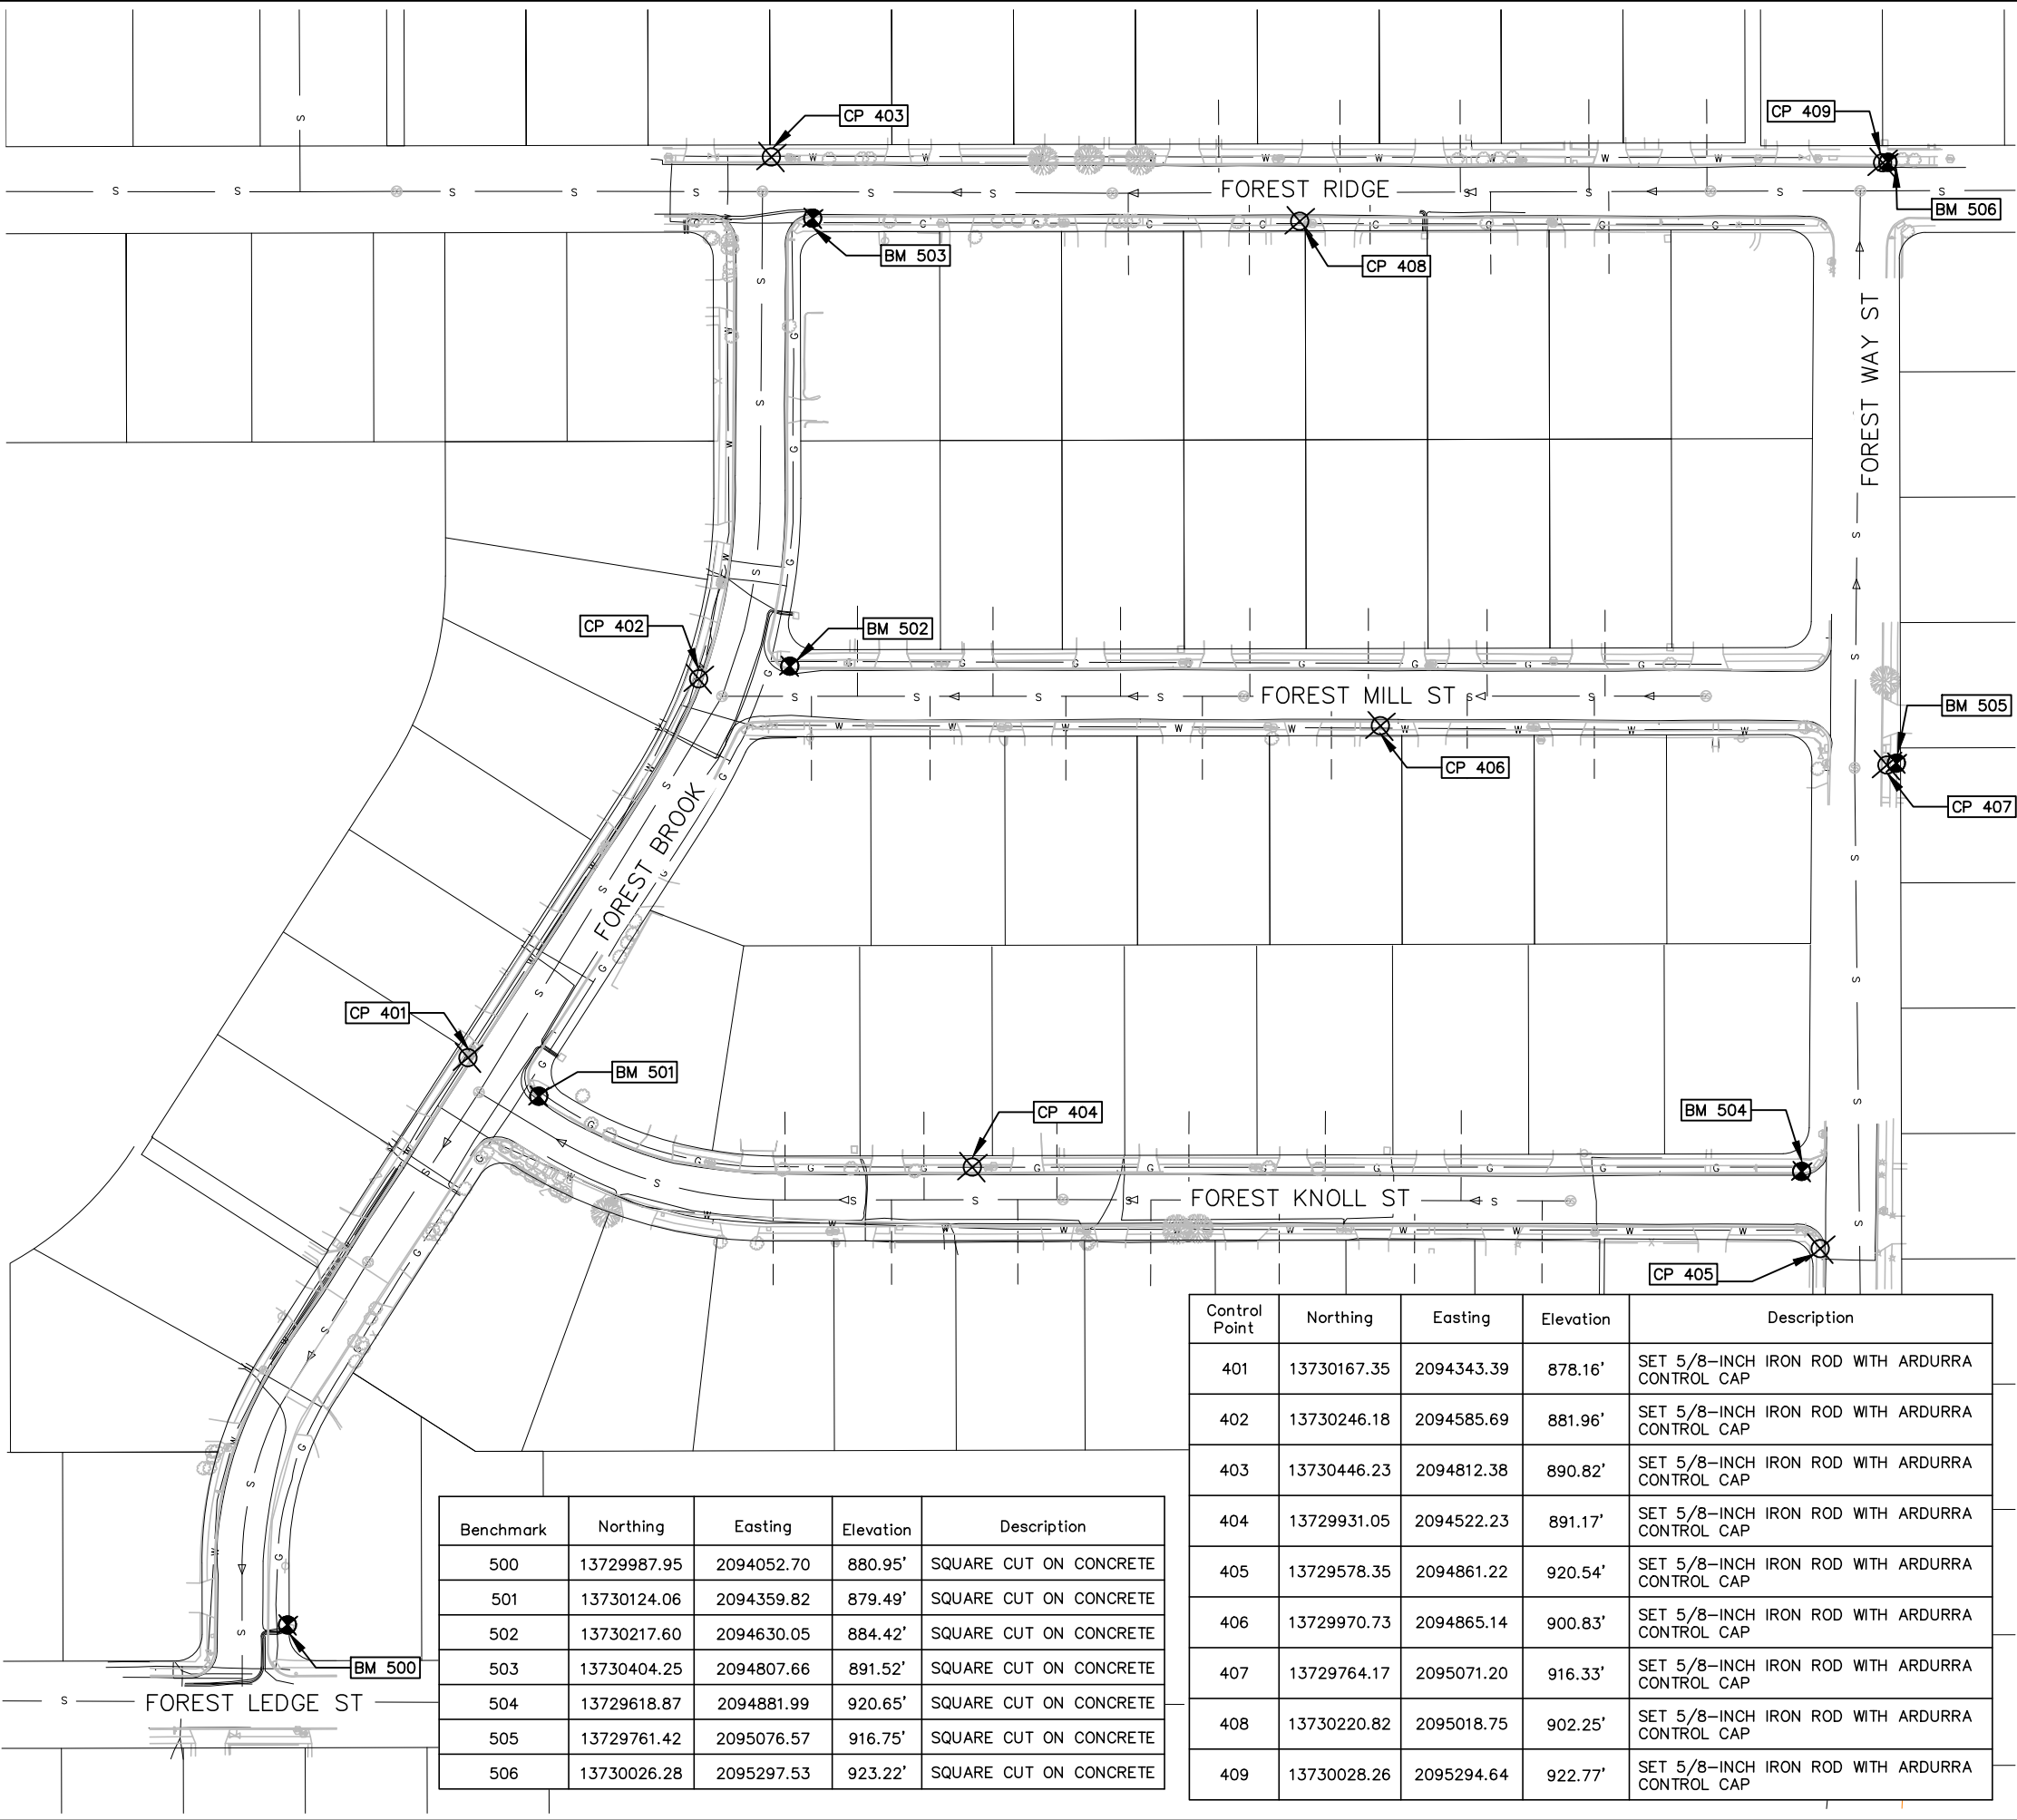 CP 403
CP 409
FOREST RIDGE
BM 506
BM 503
CP 408
FOREST WAY ST
CP 402
BM 502
FOREST MILL ST
BM 505
CP 406
CP 407
FOREST BROOK
CP 401
BM 501
CP 404
BM 504
FOREST KNOLL ST
CP 405
BM 500
FOREST LEDGE ST
Benchmark Northing Easting Elevation Description
500 13729987.95 2094052.70 880.95' SQUARE CUT ON CONCRETE
501 13730124.06 2094359.82 879.49' SQUARE CUT ON CONCRETE
502 13730217.60 2094630.05 884.42' SQUARE CUT ON CONCRETE
503 13730404.25 2094807.66 891.52' SQUARE CUT ON CONCRETE
504 13729618.87 2094881.99 920.65' SQUARE CUT ON CONCRETE
505 13729761.42 2095076.57 916.75' SQUARE CUT ON CONCRETE
506 13730026.28 2095297.53 923.22' SQUARE CUT ON CONCRETE
Control
Point Northing Easting Elevation Description
401 13730167.35 2094343.39 878.16' SET 5/8-INCH IRON ROD WITH ARDURRA
CONTROL CAP
402 13730246.18 2094585.69 881.96' SET 5/8-INCH IRON ROD WITH ARDURRA
CONTROL CAP
403 13730446.23 2094812.38 890.82' SET 5/8-INCH IRON ROD WITH ARDURRA
CONTROL CAP
404 13729931.05 2094522.23 891.17' SET 5/8-INCH IRON ROD WITH ARDURRA
CONTROL CAP
405 13729578.35 2094861.22 920.54' SET 5/8-INCH IRON ROD WITH ARDURRA
CONTROL CAP
406 13729970.73 2094865.14 900.83' SET 5/8-INCH IRON ROD WITH ARDURRA
CONTROL CAP
407 13729764.17 2095071.20 916.33' SET 5/8-INCH IRON ROD WITH ARDURRA
CONTROL CAP
408 13730220.82 2095018.75 902.25' SET 5/8-INCH IRON ROD WITH ARDURRA
CONTROL CAP
409 13730028.26 2095294.64 922.77' SET 5/8-INCH IRON ROD WITH ARDURRA
CONTROL CAP